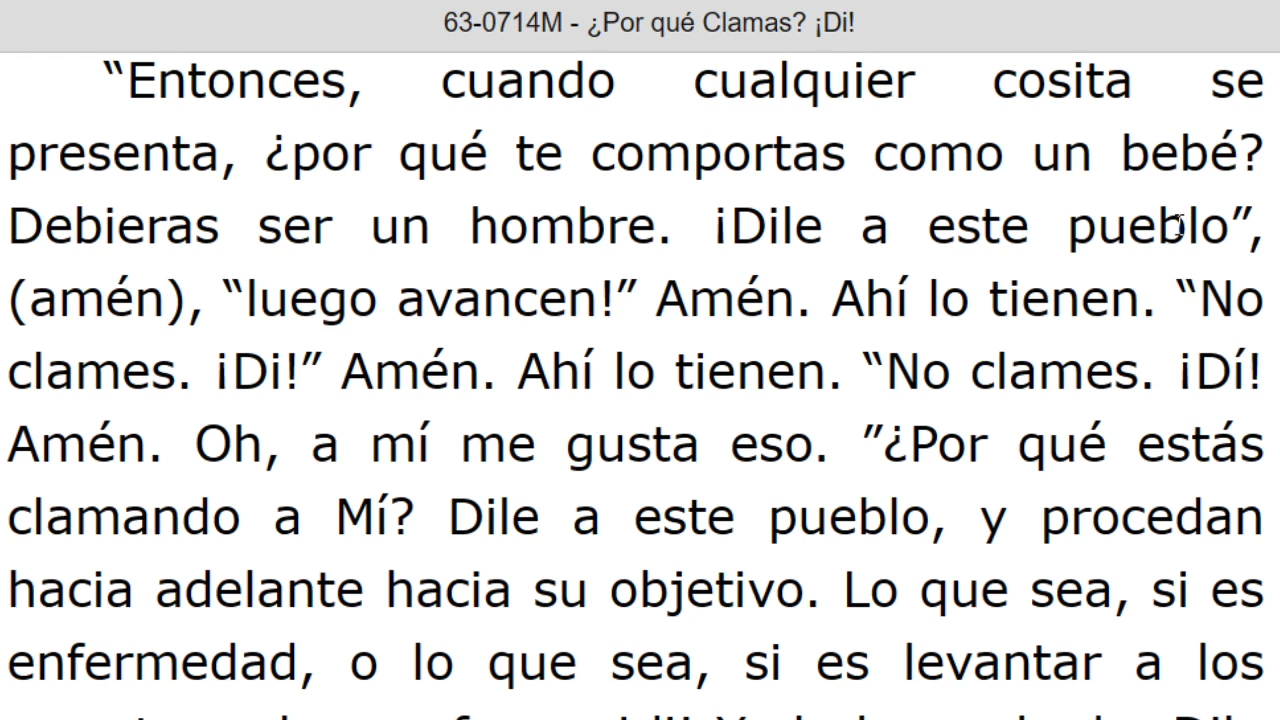 63-0714M - ¿Por qué Clamas? ¡Di!
“Entonces, cuando cualquier cosita se
presenta, ¿por qué te comportas como un bebé?
Debieras ser un hombre. ¡Dile a este pueblo”,
(amén), “luego avancen!” Amén. Ahí lo tienen. “No
clames. ¡Di!” Amén. Ahí lo tienen. “No clames. ¡Dí!
Amén. Oh, a mí me gusta eso. ”¿Por qué estás
clamando a Mí? Dile a este pueblo, y procedan
hacia adelante hacia su objetivo. Lo que sea, si es
enfermedad, o lo que sea, si es levantar a los